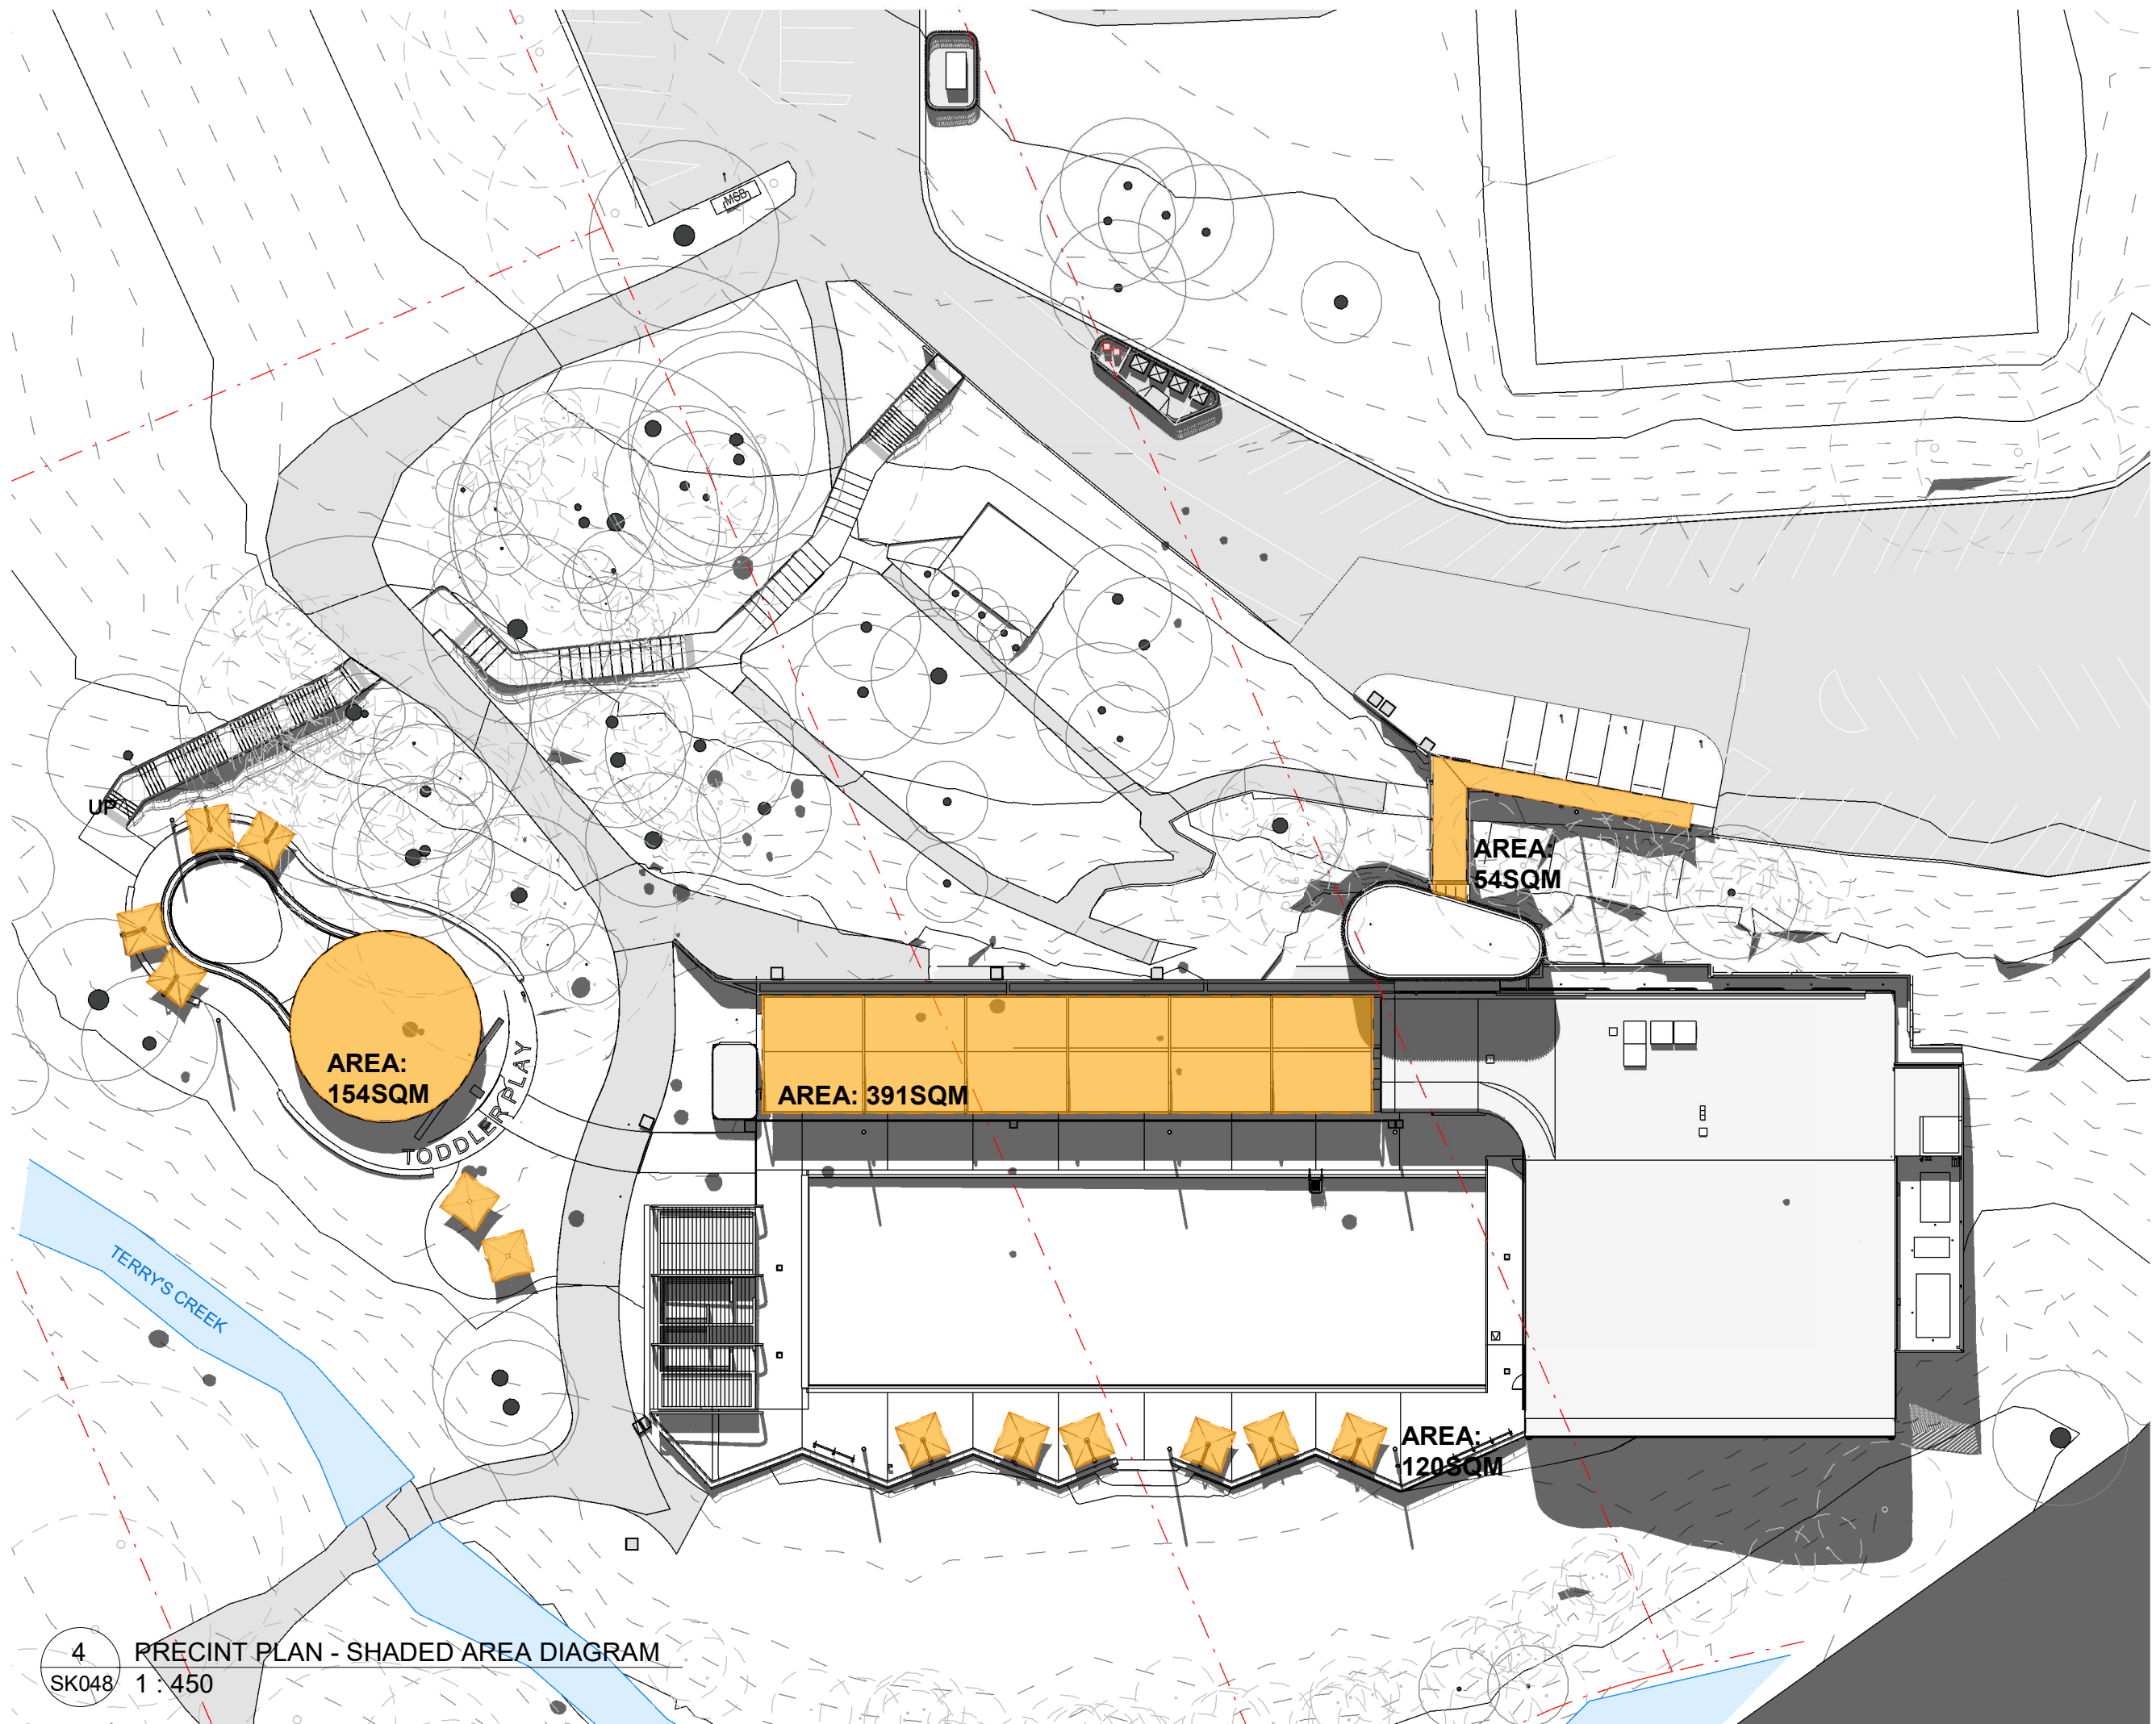 MSB
UP
AREA:
54SQM
AREA:
154SQM
AREA: 391SQM
TODDLER PLAY
TERRY'S CREEK
AREA:
120SQM
4
SK048
PRECINT PLAN - SHADED AREA DIAGRAM
1 : 450